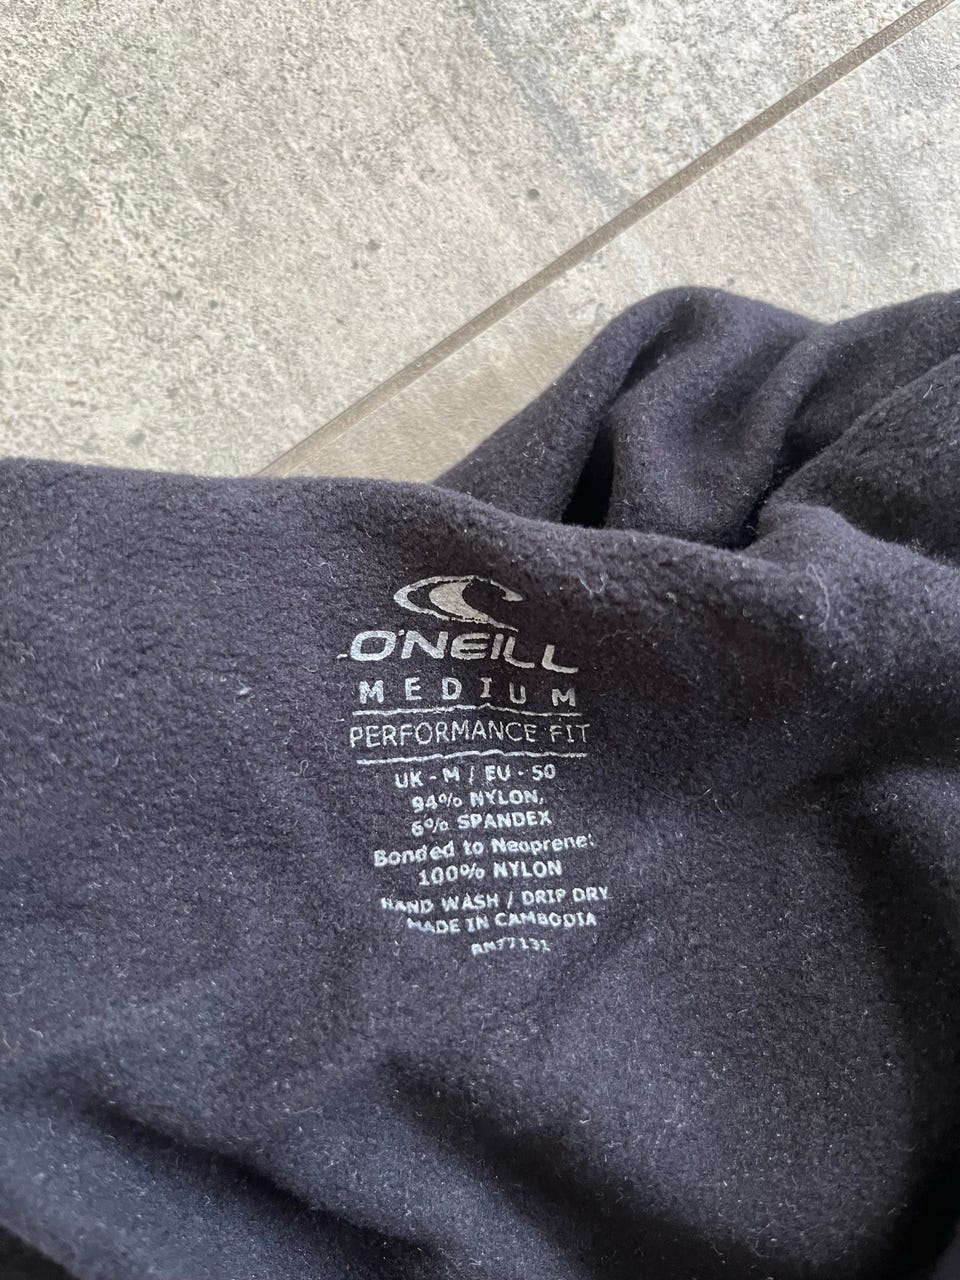 O'NEILL
MEDIUM
PERFORMANCE FIT
UK - M / EU - 50
94% NYLON,
6% SPANDEX
Bonded to Neoprene:
100% NYLON
HAND WASH / DRIP DRY
MADE IN CAMBODIA
RN77131